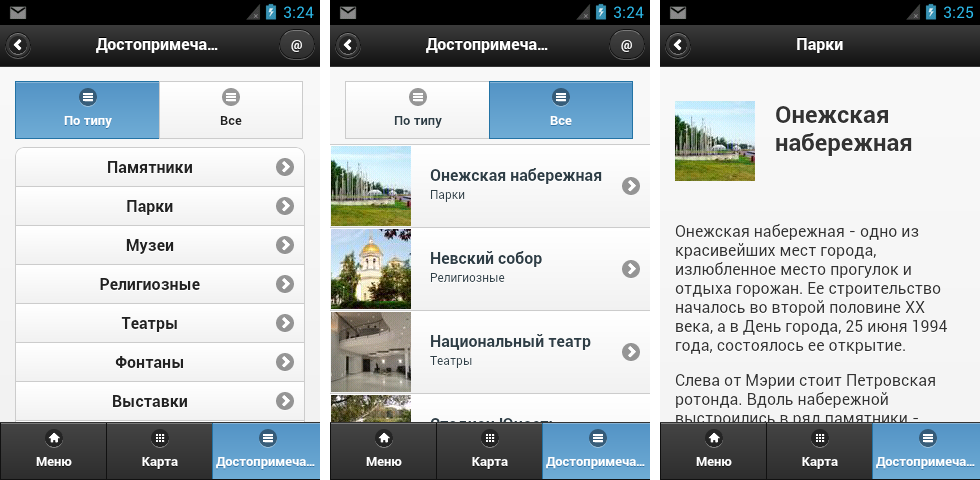 3:24
Достопримеча...
@
По типу
Все
Памятники
Парки
Музеи
Религиозные
Театры
Фонтаны
Выставки
Меню
Карта
Достопримеча...
3:24
Достопримеча...
@
По типу
Все
Онежская набережная
Парки
Невский собор
Религиозные
Национальный театр
Театры
Меню
Карта
Достопримеча...
3:25
Парки
Онежская
набережная
Онежская набережная - одно из
красивейших мест города,
излюбленное место прогулок и
отдыха горожан. Ее строительство
началось во второй половине XX
века, а в День города, 25 июня 1994
года, состоялось ее открытие.
Слева от Мэрии стоит Петровская
ротонда. Вдоль набережной
выстроились в ряд памятники -
Меню
Карта
Достопримеча...